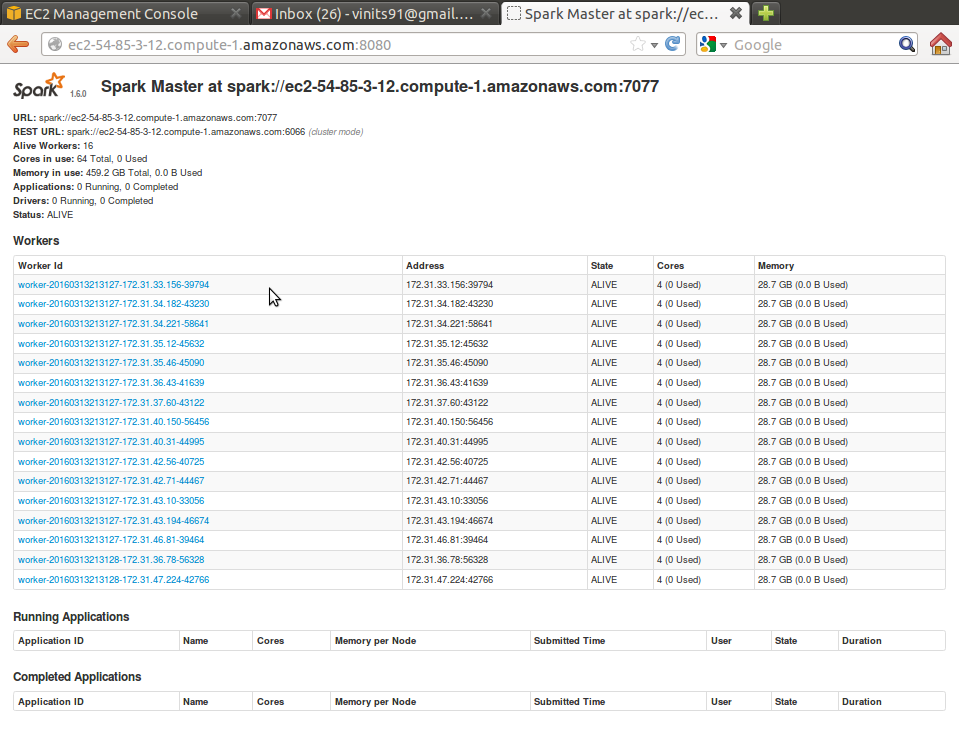 EC2 Management Console
Inbox (26) - vinits91@gmail....
Spark Master at spark://ec...
ec2-54-85-3-12.compute-1.amazonaws.com:8080
Google
Spark 1.6.0 Spark Master at spark://ec2-54-85-3-12.compute-1.amazonaws.com:7077
URL: spark://ec2-54-85-3-12.compute-1.amazonaws.com:7077
REST URL: spark://ec2-54-85-3-12.compute-1.amazonaws.com:6066 (cluster mode)
Alive Workers: 16
Cores in use: 64 Total, 0 Used
Memory in use: 459.2 GB Total, 0.0 B Used
Applications: 0 Running, 0 Completed
Drivers: 0 Running, 0 Completed
Status: ALIVE
Workers
Worker Id Address State Cores Memory
worker-20160313213127-172.31.33.156-39794 172.31.33.156:39794 ALIVE 4 (0 Used) 28.7 GB (0.0 B Used)
worker-20160313213127-172.31.34.182-43230 172.31.34.182:43230 ALIVE 4 (0 Used) 28.7 GB (0.0 B Used)
worker-20160313213127-172.31.34.221-58641 172.31.34.221:58641 ALIVE 4 (0 Used) 28.7 GB (0.0 B Used)
worker-20160313213127-172.31.35.12-45632 172.31.35.12:45632 ALIVE 4 (0 Used) 28.7 GB (0.0 B Used)
worker-20160313213127-172.31.35.46-45090 172.31.35.46:45090 ALIVE 4 (0 Used) 28.7 GB (0.0 B Used)
worker-20160313213127-172.31.36.43-41639 172.31.36.43:41639 ALIVE 4 (0 Used) 28.7 GB (0.0 B Used)
worker-20160313213127-172.31.37.60-43122 172.31.37.60:43122 ALIVE 4 (0 Used) 28.7 GB (0.0 B Used)
worker-20160313213127-172.31.40.150-56456 172.31.40.150:56456 ALIVE 4 (0 Used) 28.7 GB (0.0 B Used)
worker-20160313213127-172.31.40.31-44995 172.31.40.31:44995 ALIVE 4 (0 Used) 28.7 GB (0.0 B Used)
worker-20160313213127-172.31.42.56-40725 172.31.42.56:40725 ALIVE 4 (0 Used) 28.7 GB (0.0 B Used)
worker-20160313213127-172.31.42.71-44467 172.31.42.71:44467 ALIVE 4 (0 Used) 28.7 GB (0.0 B Used)
worker-20160313213127-172.31.43.10-33056 172.31.43.10:33056 ALIVE 4 (0 Used) 28.7 GB (0.0 B Used)
worker-20160313213127-172.31.43.194-46674 172.31.43.194:46674 ALIVE 4 (0 Used) 28.7 GB (0.0 B Used)
worker-20160313213127-172.31.46.81-39464 172.31.46.81:39464 ALIVE 4 (0 Used) 28.7 GB (0.0 B Used)
worker-20160313213128-172.31.36.78-56328 172.31.36.78:56328 ALIVE 4 (0 Used) 28.7 GB (0.0 B Used)
worker-20160313213128-172.31.47.224-42766 172.31.47.224:42766 ALIVE 4 (0 Used) 28.7 GB (0.0 B Used)
Running Applications
Application ID Name Cores Memory per Node Submitted Time User State Duration
Completed Applications
Application ID Name Cores Memory per Node Submitted Time User State Duration